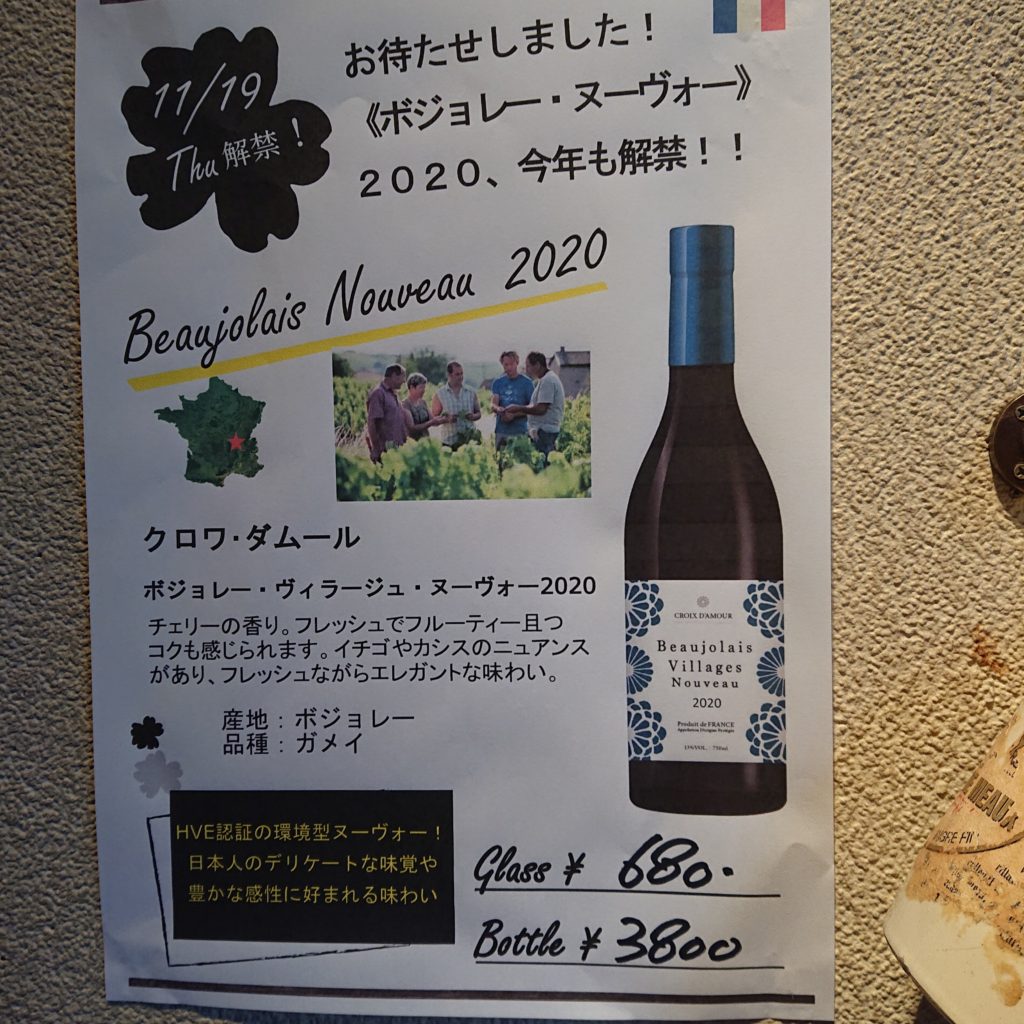 11/19
Thu 解禁！
お待たせしました！
《ボジョレー・ヌーヴォー》
２０２０、今年も解禁！！
Beaujolais Nouveau 2020
クロワ・ダムール
ボジョレー・ヴィラージュ・ヌーヴォー2020
チェリーの香り。フレッシュでフルーティー且つ
コクも感じられます。イチゴやカシスのニュアンス
があり、フレッシュながらエレガントな味わい。
産地：ボジョレー
品種：ガメイ
CROIX D'AMOUR
Beaujolais
Villages
Nouveau
2020
Produit de FRANCE
13%VOL. 750ml
HVE認証の環境型ヌーヴォー！
日本人のデリケートな味覚や
豊かな感性に好まれる味わい
Glass ¥ 680.
Bottle ¥ 3800